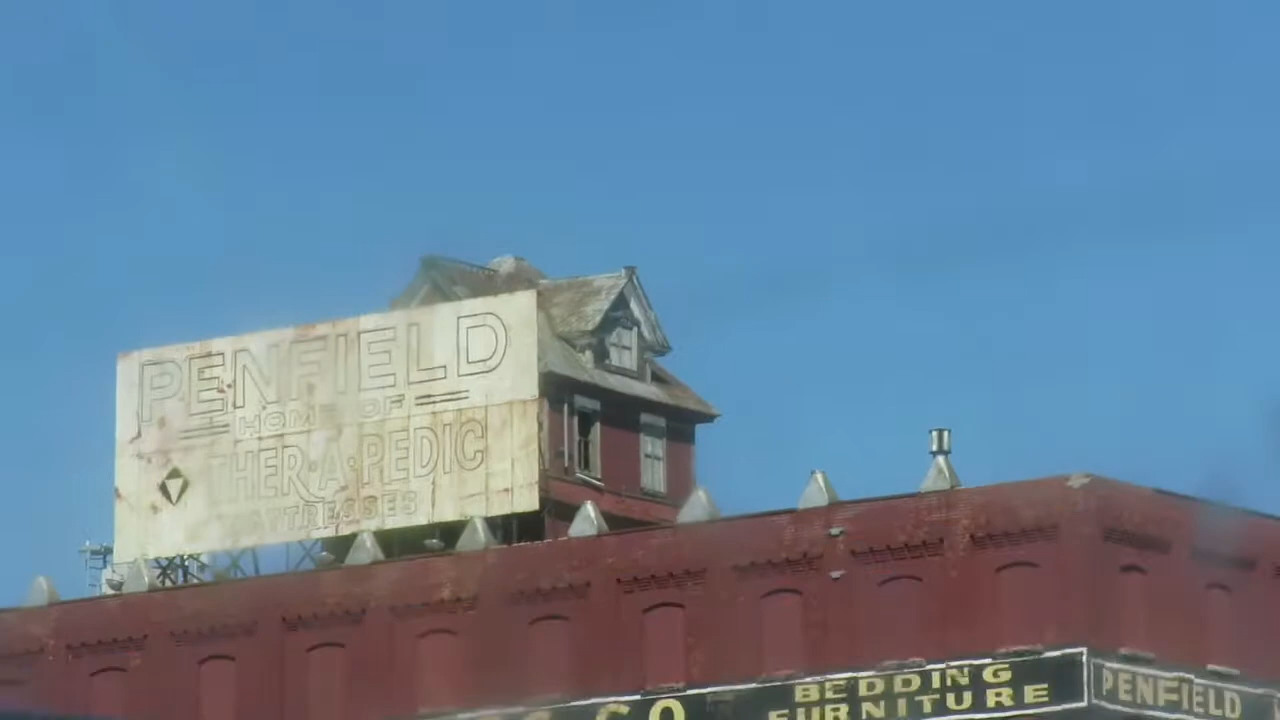 PENFIELD
HOME OF
THER·A·PEDIC
MATTRESSES
CO
BEDDING
FURNITURE
PENFIELD